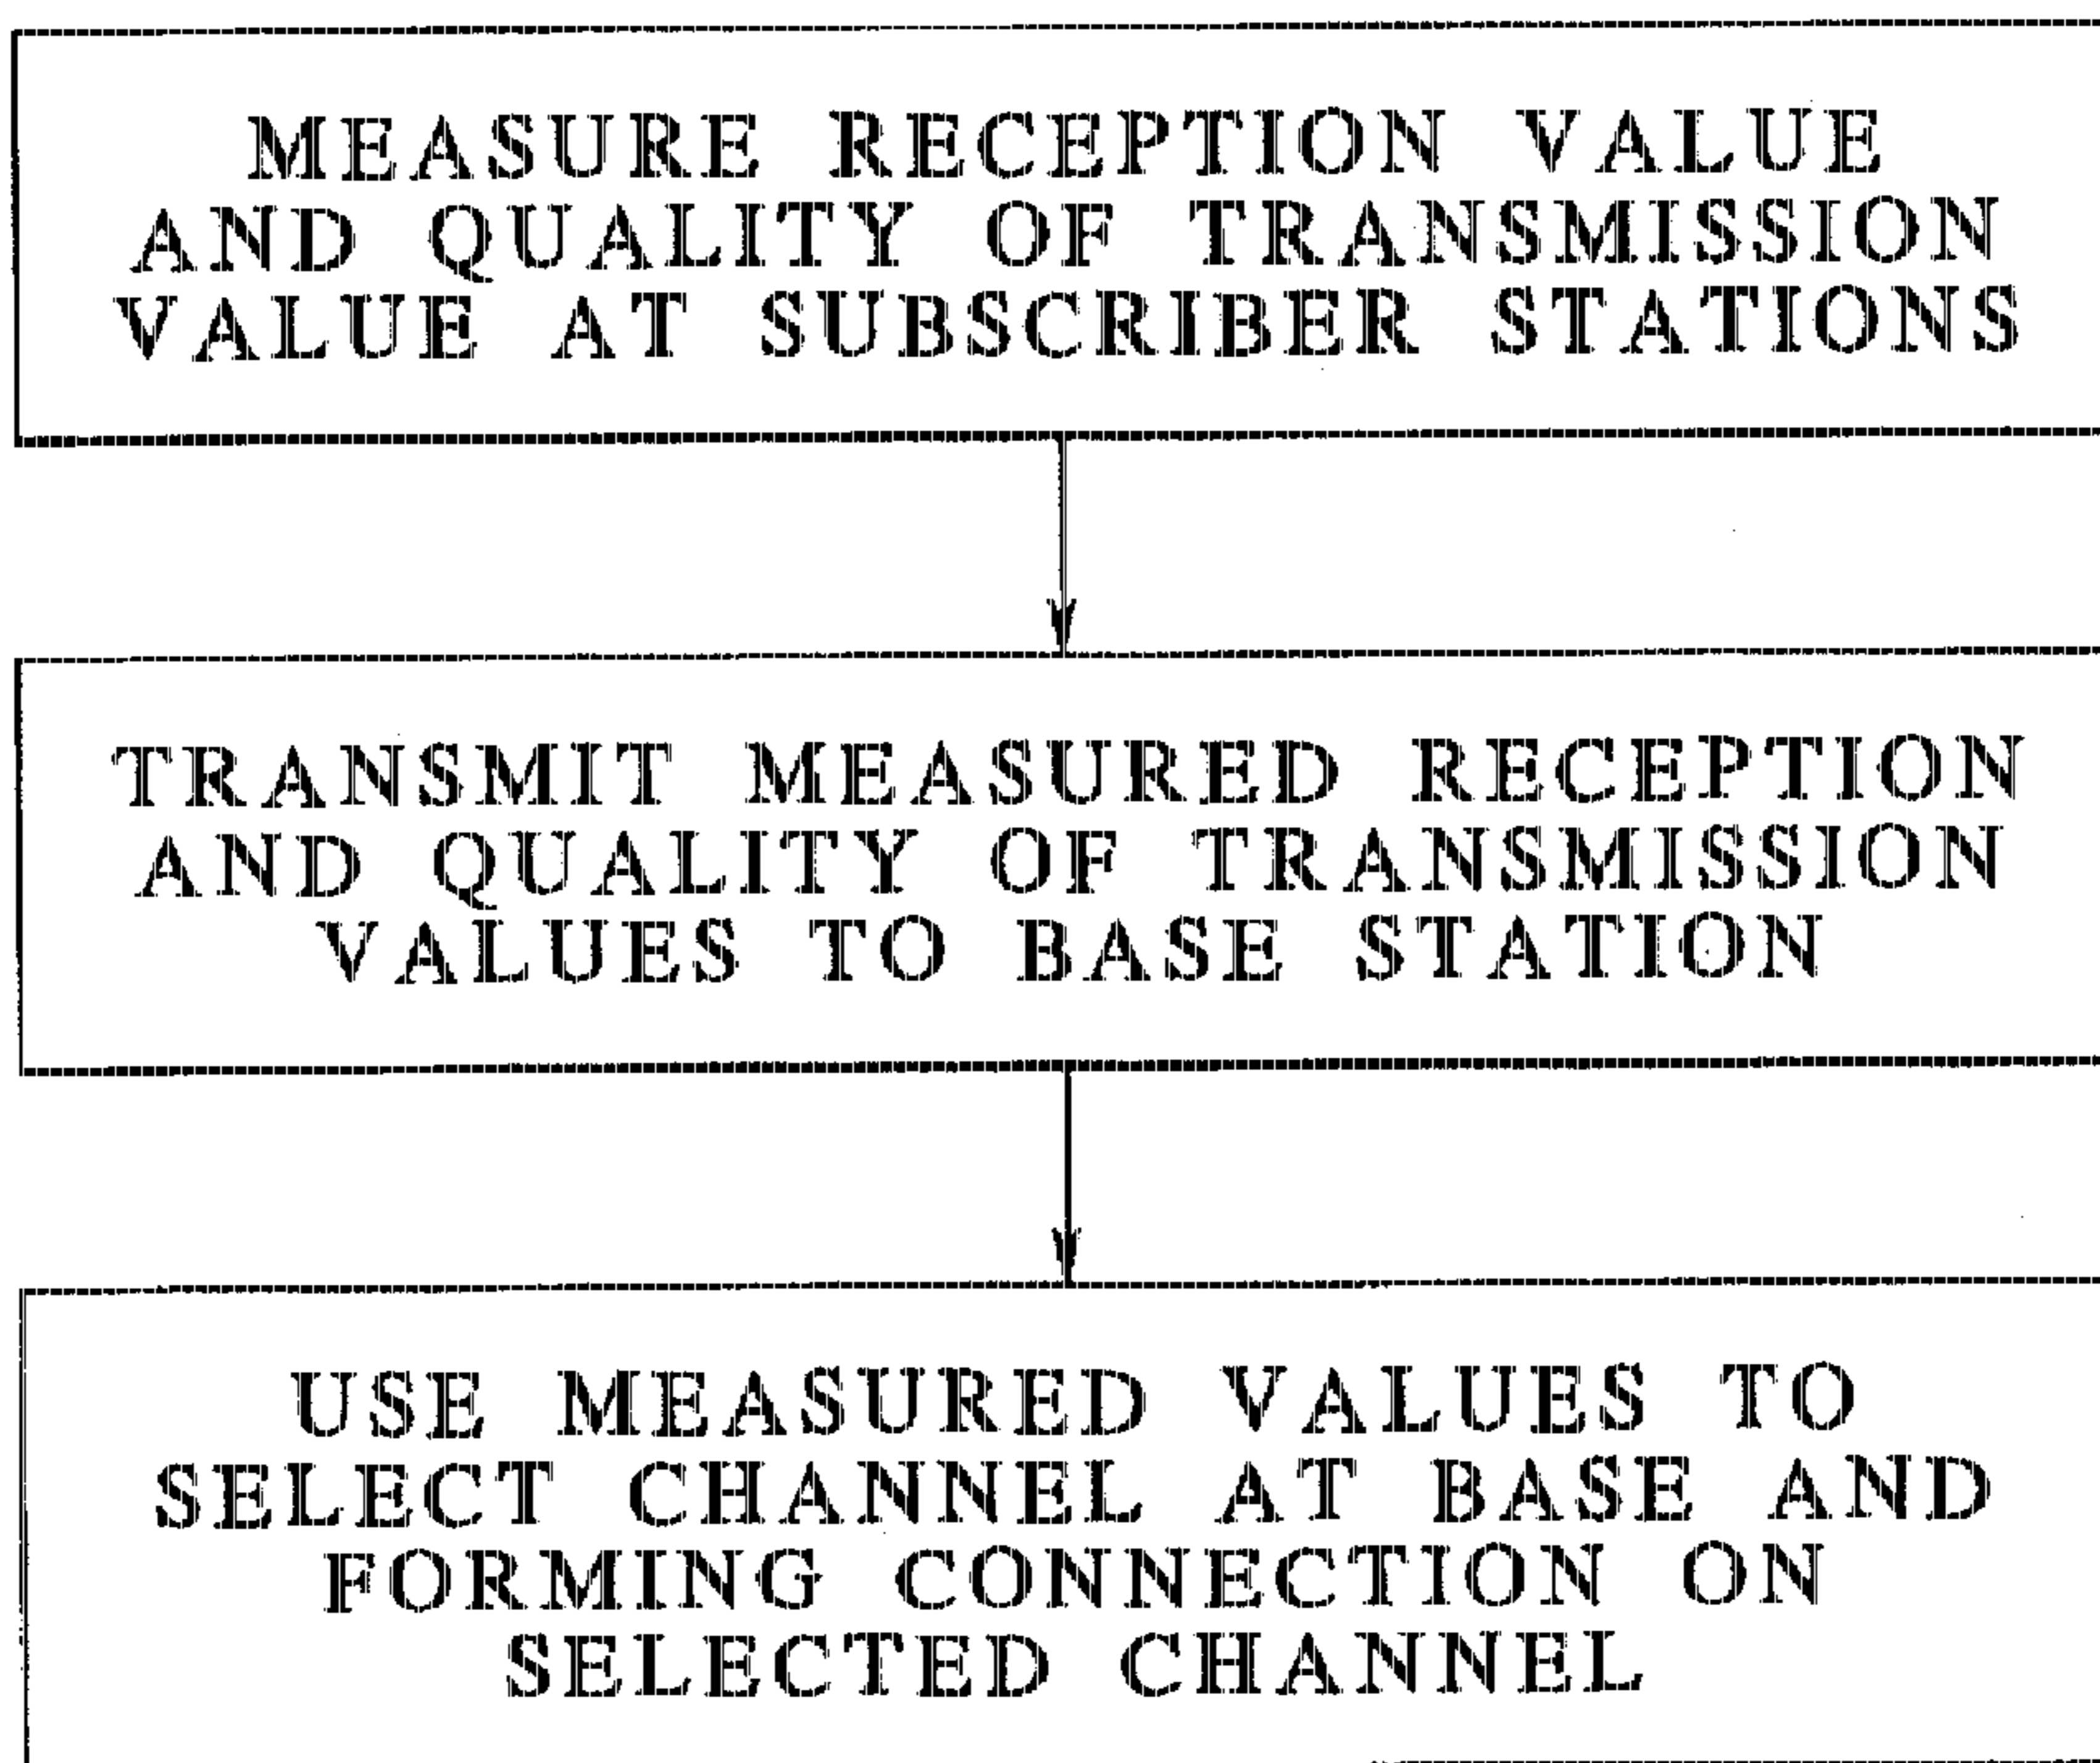 MEASURE RECEPTION VALUE
AND QUALITY OF TRANSMISSION
VALUE AT SUBSCRIBER STATIONS
TRANSMIT MEASURED RECEPTION
AND QUALITY OF TRANSMISSION
VALUES TO BASE STATION
USE MEASURED VALUES TO
SELECT CHANNEL AT BASE AND
FORMING CONNECTION ON
SELECTED CHANNEL